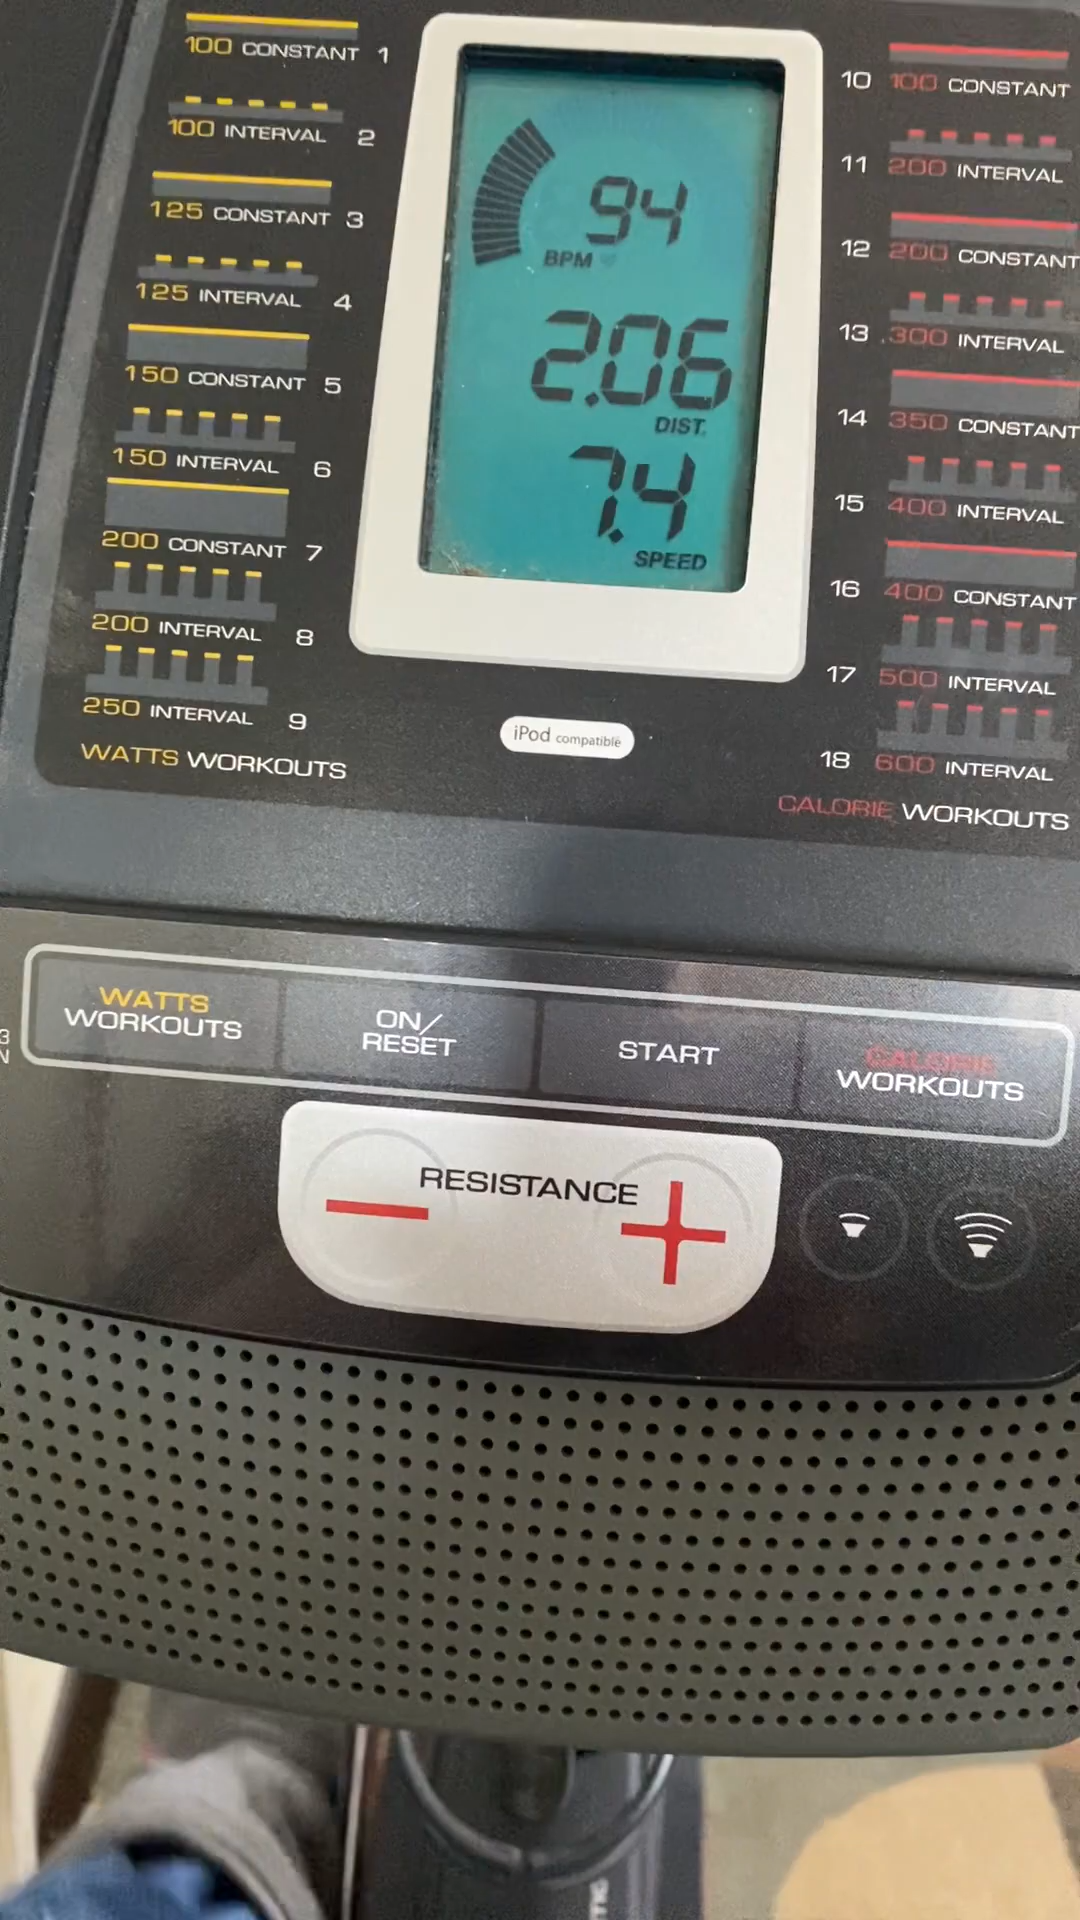 100 CONSTANT 1
100 INTERVAL 2
125 CONSTANT 3
125 INTERVAL 4
150 CONSTANT 5
150 INTERVAL 6
200 CONSTANT 7
200 INTERVAL 8
250 INTERVAL 9
WATTS WORKOUTS
94
BPM
2.06
DIST.
7.4
SPEED
iPod compatible
10 100 CONSTANT
11 200 INTERVAL
12 200 CONSTANT
13 300 INTERVAL
14 350 CONSTANT
15 400 INTERVAL
16 400 CONSTANT
17 500 INTERVAL
18 600 INTERVAL
CALORIE WORKOUTS
WATTS
WORKOUTS
ON/
RESET
START
CALORIE
WORKOUTS
RESISTANCE